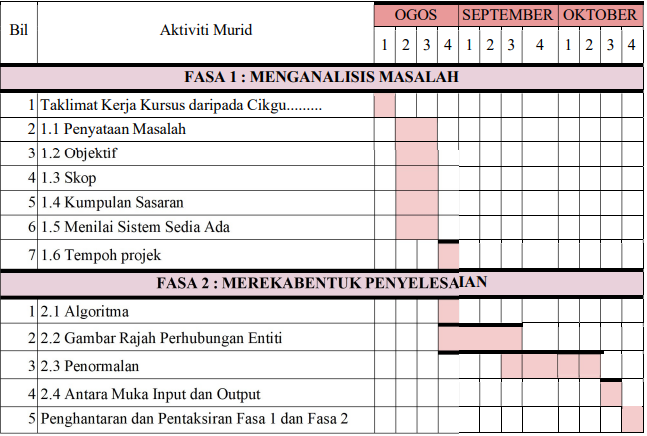 Bil Aktiviti Murid OGOS SEPTEMBER OKTOBER
1 2 3 4 1 2 3 4 1 2 3 4
FASA 1 : MENGANALISIS MASALAH
1 Taklimat Kerja Kursus daripada Cikgu.........
2 1.1 Penyataan Masalah
3 1.2 Objektif
4 1.3 Skop
5 1.4 Kumpulan Sasaran
6 1.5 Menilai Sistem Sedia Ada
7 1.6 Tempoh projek
FASA 2 : MEREKABENTUK PENYELESAIAN
1 2.1 Algoritma
2 2.2 Gambar Rajah Perhubungan Entiti
3 2.3 Penormalan
4 2.4 Antara Muka Input dan Output
5 Penghantaran dan Pentaksiran Fasa 1 dan Fasa 2